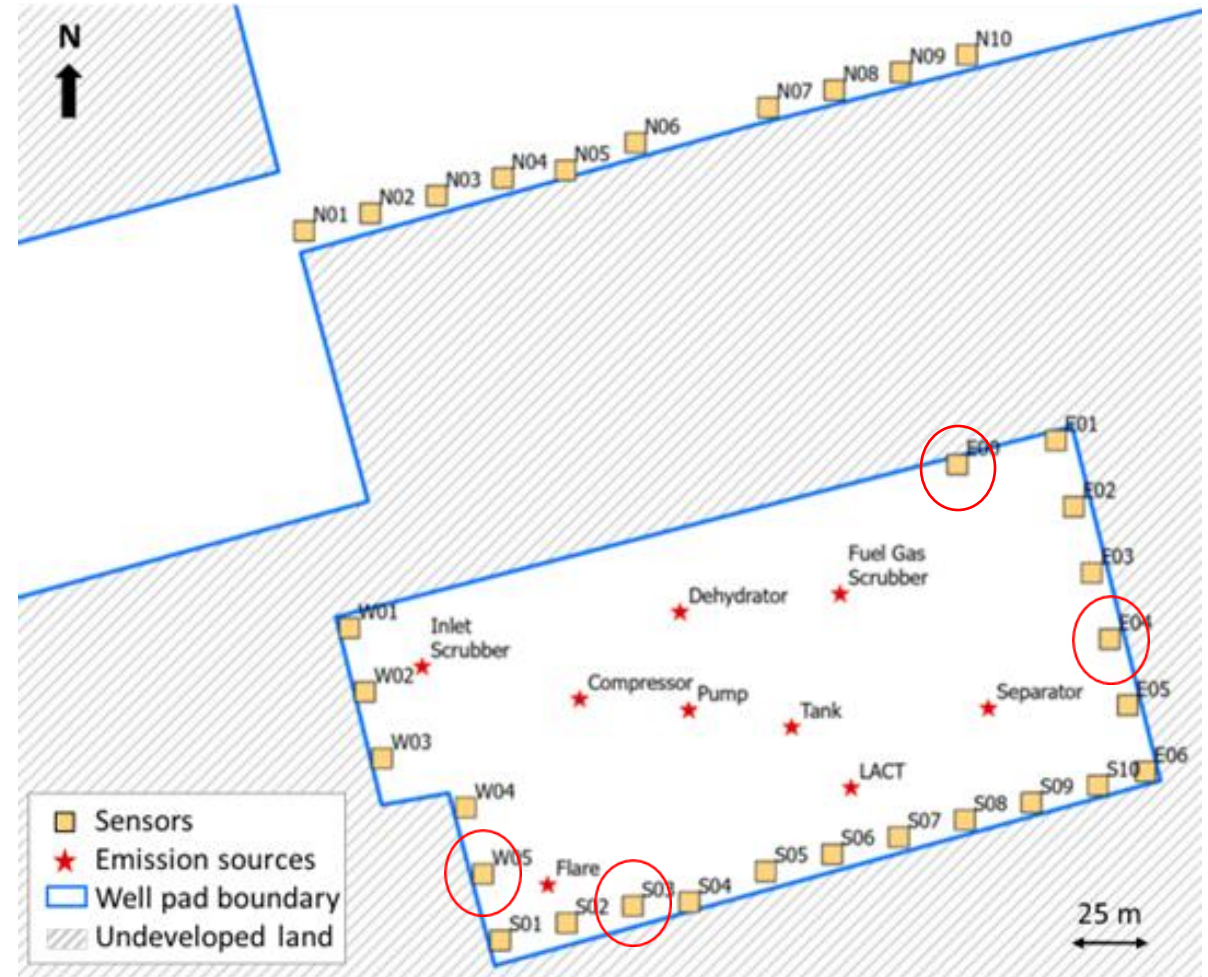 N
N10
N09
N08
N07
N06
N05
N04
N03
N02
N01
E01
E00
E02
E03
Fuel Gas
Scrubber
Dehydrator
E04
W01
Inlet
Scrubber
W02
Compressor
Pump
Separator
E05
Tank
W03
LACT
E06
S10
W04
S09
S08
S07
S06
S05
W05
Flare
S03
S04
S02
S01
Sensors
Emission sources
Well pad boundary
Undeveloped land
25 m